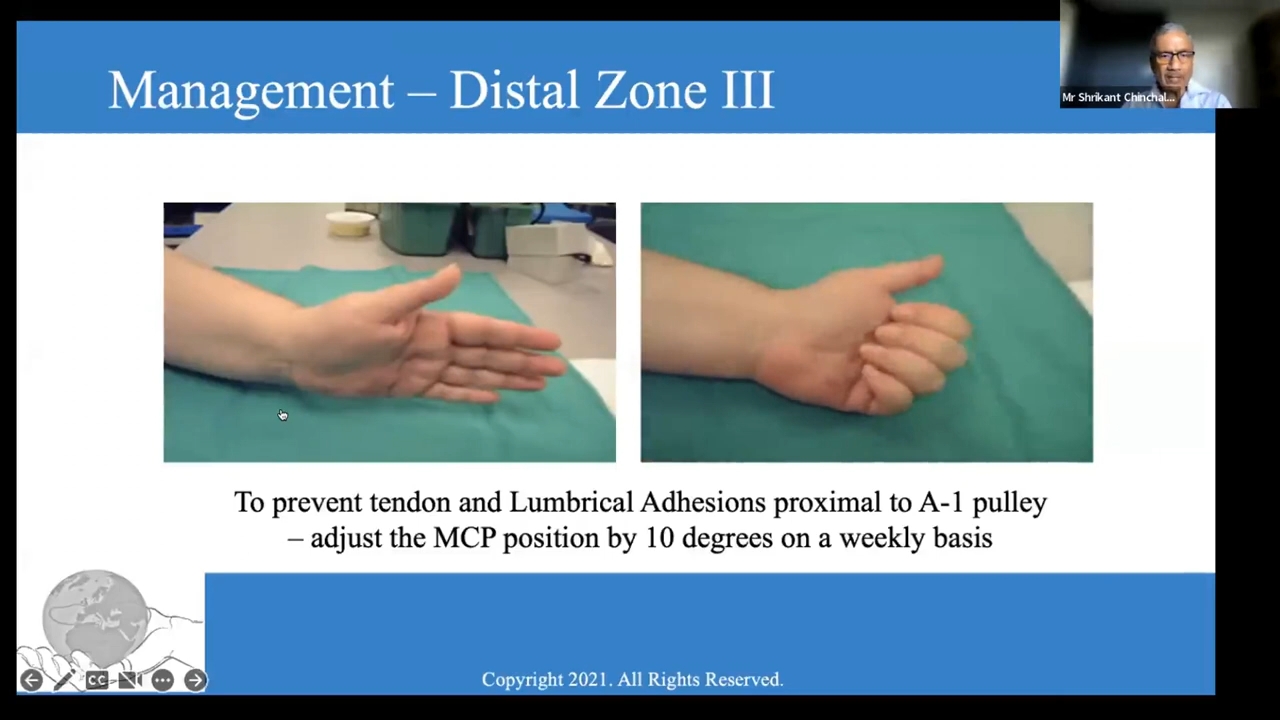 Management – Distal Zone III
Mr Shrikant Chinchal...
To prevent tendon and Lumbrical Adhesions proximal to A-1 pulley
– adjust the MCP position by 10 degrees on a weekly basis
CC
Copyright 2021. All Rights Reserved.